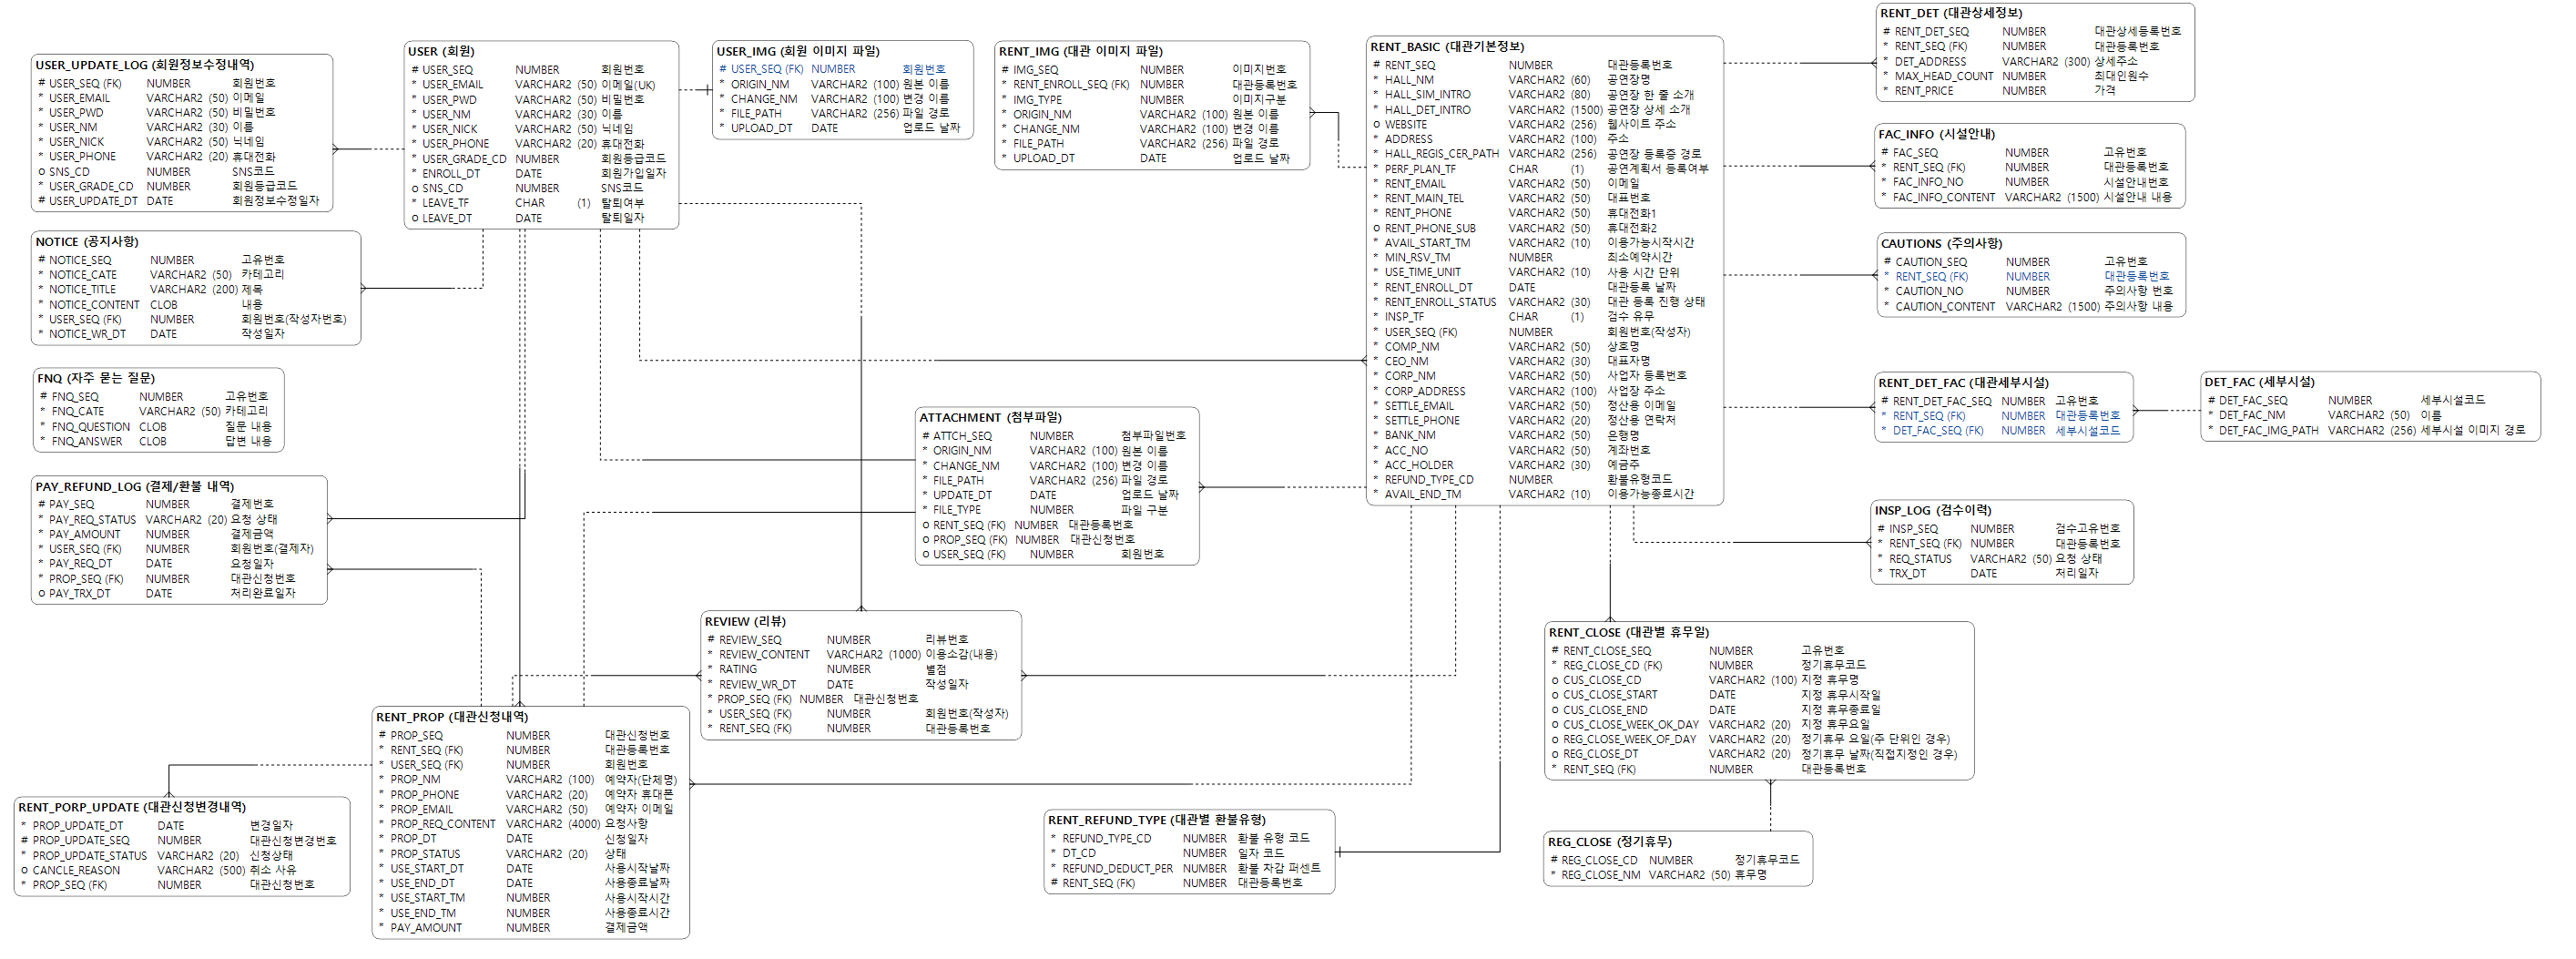 USER_UPDATE_LOG (회원정보수정내역)
# USER_SEQ (FK) NUMBER 회원번호
* USER_EMAIL VARCHAR2 (50) 이메일
* USER_PWD VARCHAR2 (50) 비밀번호
* USER_NM VARCHAR2 (30) 이름
* USER_NICK VARCHAR2 (50) 닉네임
* USER_PHONE VARCHAR2 (20) 휴대전화
o SNS_CD NUMBER SNS코드
* USER_GRADE_CD NUMBER 회원등급코드
# USER_UPDATE_DT DATE 회원정보수정일자
USER (회원)
# USER_SEQ NUMBER 회원번호
* USER_EMAIL VARCHAR2 (50) 이메일(UK)
* USER_PWD VARCHAR2 (50) 비밀번호
* USER_NM VARCHAR2 (30) 이름
* USER_NICK VARCHAR2 (50) 닉네임
* USER_PHONE VARCHAR2 (20) 휴대전화
* USER_GRADE_CD NUMBER 회원등급코드
* ENROLL_DT DATE 회원가입일자
o SNS_CD NUMBER SNS코드
* LEAVE_TF CHAR (1) 탈퇴여부
o LEAVE_DT DATE 탈퇴일자
USER_IMG (회원 이미지 파일)
# USER_SEQ (FK) NUMBER 회원번호
* ORIGIN_NM VARCHAR2 (100) 원본 이름
* CHANGE_NM VARCHAR2 (100) 변경 이름
* FILE_PATH VARCHAR2 (256) 파일 경로
* UPLOAD_DT DATE 업로드 날짜
RENT_IMG (대관 이미지 파일)
# IMG_SEQ NUMBER 이미지번호
* RENT_ENROLL_SEQ (FK) NUMBER 대관등록번호
* IMG_TYPE NUMBER 이미지구분
* ORIGIN_NM VARCHAR2 (100) 원본 이름
* CHANGE_NM VARCHAR2 (100) 변경 이름
* FILE_PATH VARCHAR2 (256) 파일 경로
* UPLOAD_DT DATE 업로드 날짜
RENT_BASIC (대관기본정보)
# RENT_SEQ NUMBER 대관등록번호
* HALL_NM VARCHAR2 (60) 공연장명
* HALL_SIM_INTRO VARCHAR2 (80) 공연장 한 줄 소개
* HALL_DET_INTRO VARCHAR2 (1500) 공연장 상세 소개
o WEBSITE VARCHAR2 (256) 웹사이트 주소
* ADDRESS VARCHAR2 (100) 주소
* HALL_REGIS_CER_PATH VARCHAR2 (256) 공연장 등록증 경로
* PERF_PLAN_TF CHAR (1) 공연계획서 등록여부
* RENT_EMAIL VARCHAR2 (50) 이메일
* RENT_MAIN_TEL VARCHAR2 (50) 대표번호
* RENT_PHONE VARCHAR2 (50) 휴대전화1
o RENT_PHONE_SUB VARCHAR2 (50) 휴대전화2
* AVAIL_START_TM VARCHAR2 (10) 이용가능시작시간
* MIN_RSV_TM NUMBER 최소예약시간
* USE_TIME_UNIT VARCHAR2 (10) 사용 시간 단위
* RENT_ENROLL_DT DATE 대관등록 날짜
* RENT_ENROLL_STATUS VARCHAR2 (30) 대관 등록 진행 상태
* INSP_TF CHAR (1) 검수 유무
* USER_SEQ (FK) NUMBER 회원번호(작성자)
* COMP_NM VARCHAR2 (50) 상호명
* CEO_NM VARCHAR2 (30) 대표자명
* CORP_NM VARCHAR2 (50) 사업자 등록번호
* CORP_ADDRESS VARCHAR2 (100) 사업장 주소
* SETTLE_EMAIL VARCHAR2 (50) 정산용 이메일
* SETTLE_PHONE VARCHAR2 (20) 정산용 연락처
* BANK_NM VARCHAR2 (50) 은행명
* ACC_NO VARCHAR2 (50) 계좌번호
* ACC_HOLDER VARCHAR2 (30) 예금주
* REFUND_TYPE_CD NUMBER 환불유형코드
* AVAIL_END_TM VARCHAR2 (10) 이용가능종료시간
RENT_DET (대관상세정보)
# RENT_DET_SEQ NUMBER 대관상세등록번호
* RENT_SEQ (FK) NUMBER 대관등록번호
* DET_ADDRESS VARCHAR2 (300) 상세주소
* MAX_HEAD_COUNT NUMBER 최대인원수
* RENT_PRICE NUMBER 가격
FAC_INFO (시설안내)
# FAC_SEQ NUMBER 고유번호
* RENT_SEQ (FK) NUMBER 대관등록번호
* FAC_INFO_NO NUMBER 시설안내번호
* FAC_INFO_CONTENT VARCHAR2 (1500) 시설안내 내용
CAUTIONS (주의사항)
# CAUTION_SEQ NUMBER 고유번호
* RENT_SEQ (FK) NUMBER 대관등록번호
* CAUTION_NO NUMBER 주의사항 번호
* CAUTION_CONTENT VARCHAR2 (1500) 주의사항 내용
RENT_DET_FAC (대관세부시설)
# RENT_DET_FAC_SEQ NUMBER 고유번호
* RENT_SEQ (FK) NUMBER 대관등록번호
* DET_FAC_SEQ (FK) NUMBER 세부시설코드
DET_FAC (세부시설)
# DET_FAC_SEQ NUMBER 세부시설코드
* DET_FAC_NM VARCHAR2 (50) 이름
* DET_FAC_IMG_PATH VARCHAR2 (256) 세부시설 이미지 경로
NOTICE (공지사항)
# NOTICE_SEQ NUMBER 고유번호
* NOTICE_CATE VARCHAR2 (50) 카테고리
* NOTICE_TITLE VARCHAR2 (200) 제목
* NOTICE_CONTENT CLOB 내용
* USER_SEQ (FK) NUMBER 회원번호(작성자번호)
* NOTICE_WR_DT DATE 작성일자
FNQ (자주 묻는 질문)
# FNQ_SEQ NUMBER 고유번호
* FNQ_CATE VARCHAR2 (50) 카테고리
* FNQ_QUESTION CLOB 질문 내용
* FNQ_ANSWER CLOB 답변 내용
PAY_REFUND_LOG (결제/환불 내역)
# PAY_SEQ NUMBER 결제번호
* PAY_REQ_STATUS VARCHAR2 (20) 요청 상태
* PAY_AMOUNT NUMBER 결제금액
* USER_SEQ (FK) NUMBER 회원번호(결제자)
* PAY_REQ_DT DATE 요청일자
* PROP_SEQ (FK) NUMBER 대관신청번호
o PAY_TRX_DT DATE 처리완료일자
ATTACHMENT (첨부파일)
# ATTCH_SEQ NUMBER 첨부파일번호
* ORIGIN_NM VARCHAR2 (100) 원본 이름
* CHANGE_NM VARCHAR2 (100) 변경 이름
* FILE_PATH VARCHAR2 (256) 파일 경로
* UPDATE_DT DATE 업로드 날짜
* FILE_TYPE NUMBER 파일 구분
o RENT_SEQ (FK) NUMBER 대관등록번호
o PROP_SEQ (FK) NUMBER 대관신청번호
o USER_SEQ (FK) NUMBER 회원번호
INSP_LOG (검수이력)
# INSP_SEQ NUMBER 검수고유번호
* RENT_SEQ (FK) NUMBER 대관등록번호
* REQ_STATUS VARCHAR2 (50) 요청 상태
* TRX_DT DATE 처리일자
REVIEW (리뷰)
# REVIEW_SEQ NUMBER 리뷰번호
* REVIEW_CONTENT VARCHAR2 (1000) 이용소감(내용)
* RATING NUMBER 별점
* REVIEW_WR_DT DATE 작성일자
* PROP_SEQ (FK) NUMBER 대관신청번호
* USER_SEQ (FK) NUMBER 회원번호(작성자)
* RENT_SEQ (FK) NUMBER 대관등록번호
RENT_CLOSE (대관별 휴무일)
# RENT_CLOSE_SEQ NUMBER 고유번호
* REG_CLOSE_CD (FK) NUMBER 정기휴무코드
o CUS_CLOSE_CD VARCHAR2 (100) 지정 휴무명
o CUS_CLOSE_START DATE 지정 휴무시작일
o CUS_CLOSE_END DATE 지정 휴무종료일
o CUS_CLOSE_WEEK_OK_DAY VARCHAR2 (20) 지정 휴무요일
o REG_CLOSE_WEEK_OF_DAY VARCHAR2 (20) 정기휴무 요일(주 단위인 경우)
o REG_CLOSE_DT VARCHAR2 (20) 정기휴무 날짜(직접지정인 경우)
* RENT_SEQ (FK) NUMBER 대관등록번호
RENT_PROP (대관신청내역)
# PROP_SEQ NUMBER 대관신청번호
* RENT_SEQ (FK) NUMBER 대관등록번호
* USER_SEQ (FK) NUMBER 회원번호
* PROP_NM VARCHAR2 (100) 예약자(단체명)
* PROP_PHONE VARCHAR2 (20) 예약자 휴대폰
* PROP_EMAIL VARCHAR2 (50) 예약자 이메일
* PROP_REQ_CONTENT VARCHAR2 (4000) 요청사항
* PROP_DT DATE 신청일자
* PROP_STATUS VARCHAR2 (20) 상태
* USE_START_DT DATE 사용시작날짜
* USE_END_DT DATE 사용종료날짜
* USE_START_TM NUMBER 사용시작시간
* USE_END_TM NUMBER 사용종료시간
* PAY_AMOUNT NUMBER 결제금액
RENT_PORP_UPDATE (대관신청변경내역)
* PROP_UPDATE_DT DATE 변경일자
# PROP_UPDATE_SEQ NUMBER 대관신청변경번호
* PROP_UPDATE_STATUS VARCHAR2 (20) 신청상태
o CANCLE_REASON VARCHAR2 (500) 취소 사유
* PROP_SEQ (FK) NUMBER 대관신청번호
RENT_REFUND_TYPE (대관별 환불유형)
* REFUND_TYPE_CD NUMBER 환불 유형 코드
* DT_CD NUMBER 일자 코드
* REFUND_DEDUCT_PER NUMBER 환불 차감 퍼센트
# RENT_SEQ (FK) NUMBER 대관등록번호
REG_CLOSE (정기휴무)
# REG_CLOSE_CD NUMBER 정기휴무코드
* REG_CLOSE_NM VARCHAR2 (50) 휴무명